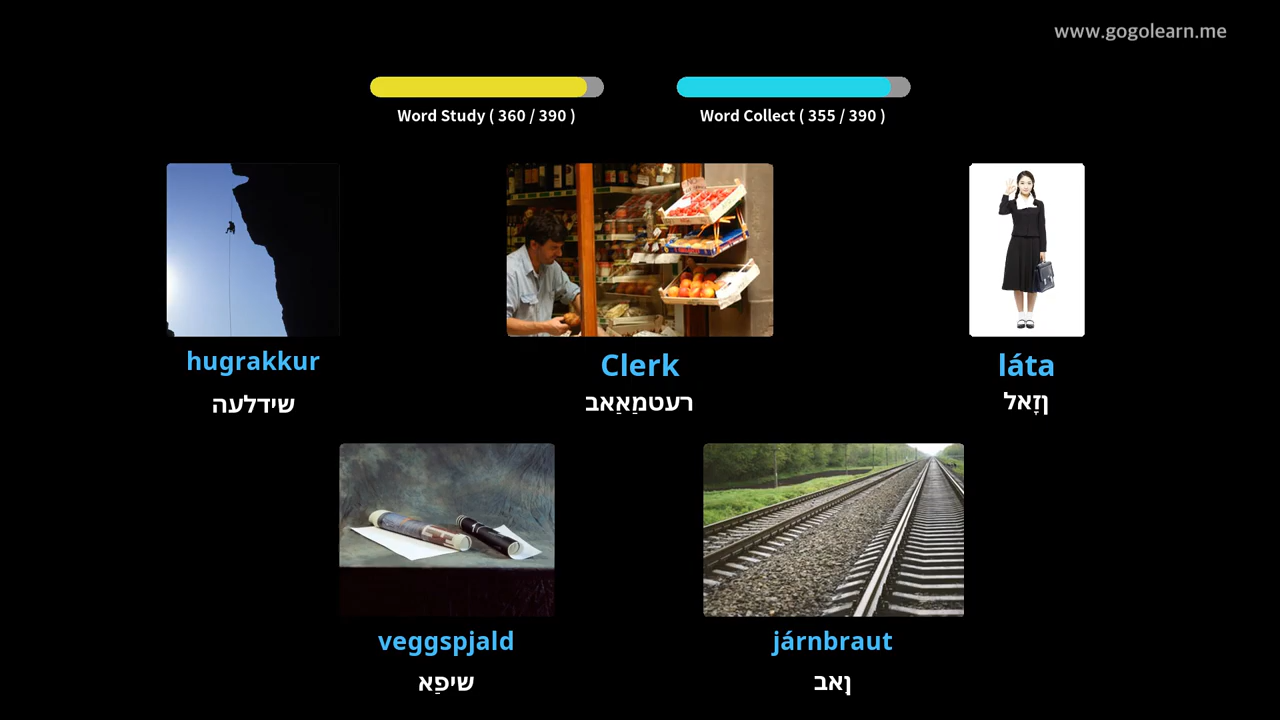 www.gogolearn.me
Word Study ( 360 / 390 )
Word Collect ( 355 / 390 )
hugrakkur
Clerk
láta
שידלעה
רעטמַאַאב
ןזָאל
veggspjald
járnbraut
שיפַא
ןַאב